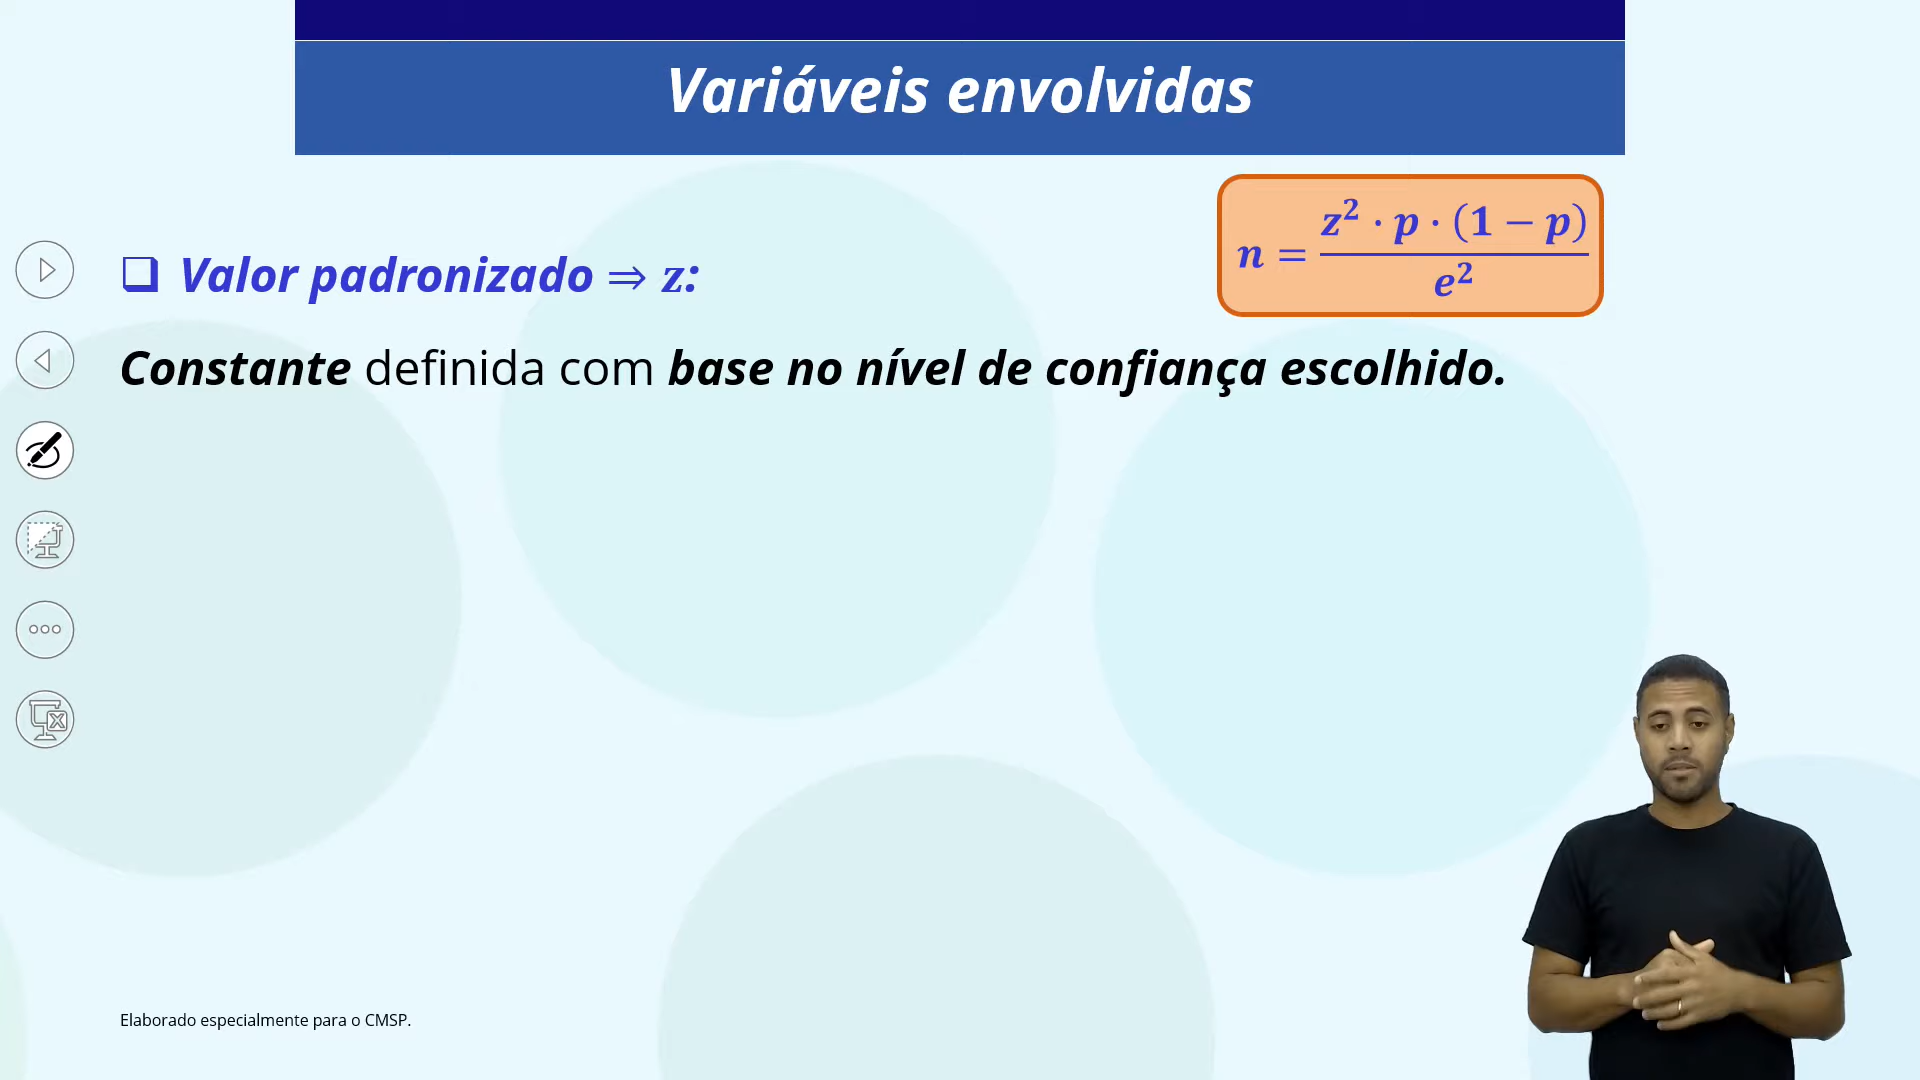 Variáveis envolvidas
n = z² · p · (1 − p) / e²
❑ Valor padronizado ⇒ z:
Constante definida com base no nível de confiança escolhido.
Elaborado especialmente para o CMSP.